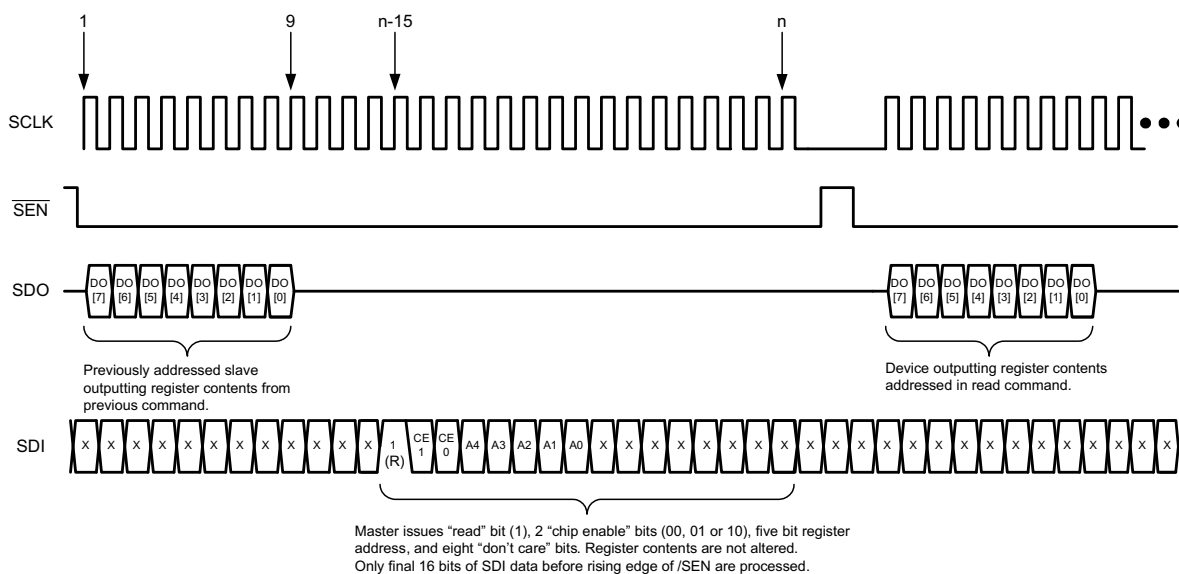 1 9 n-15 n
SCLK
SEN
SDO
DO [7] DO [6] DO [5] DO [4] DO [3] DO [2] DO [1] DO [0]
DO [7] DO [6] DO [5] DO [4] DO [3] DO [2] DO [1] DO [0]
Previously addressed slave
outputting register contents from
previous command.
Device outputting register contents
addressed in read command.
SDI
X X X X X X X X X X X X 1 (R) CE 1 CE 0 A4 A3 A2 A1 A0 X X X X X X X X X X X X X X X X X X X X X X X
Master issues “read” bit (1), 2 “chip enable” bits (00, 01 or 10), five bit register
address, and eight “don’t care” bits. Register contents are not altered.
Only final 16 bits of SDI data before rising edge of /SEN are processed.